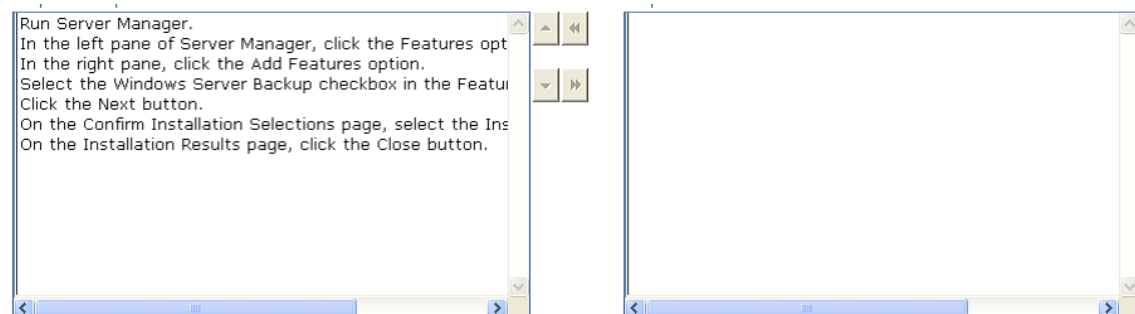 Run Server Manager.
In the left pane of Server Manager, click the Features opt
In the right pane, click the Add Features option.
Select the Windows Server Backup checkbox in the Featu
Click the Next button.
On the Confirm Installation Selections page, select the Ins
On the Installation Results page, click the Close button.